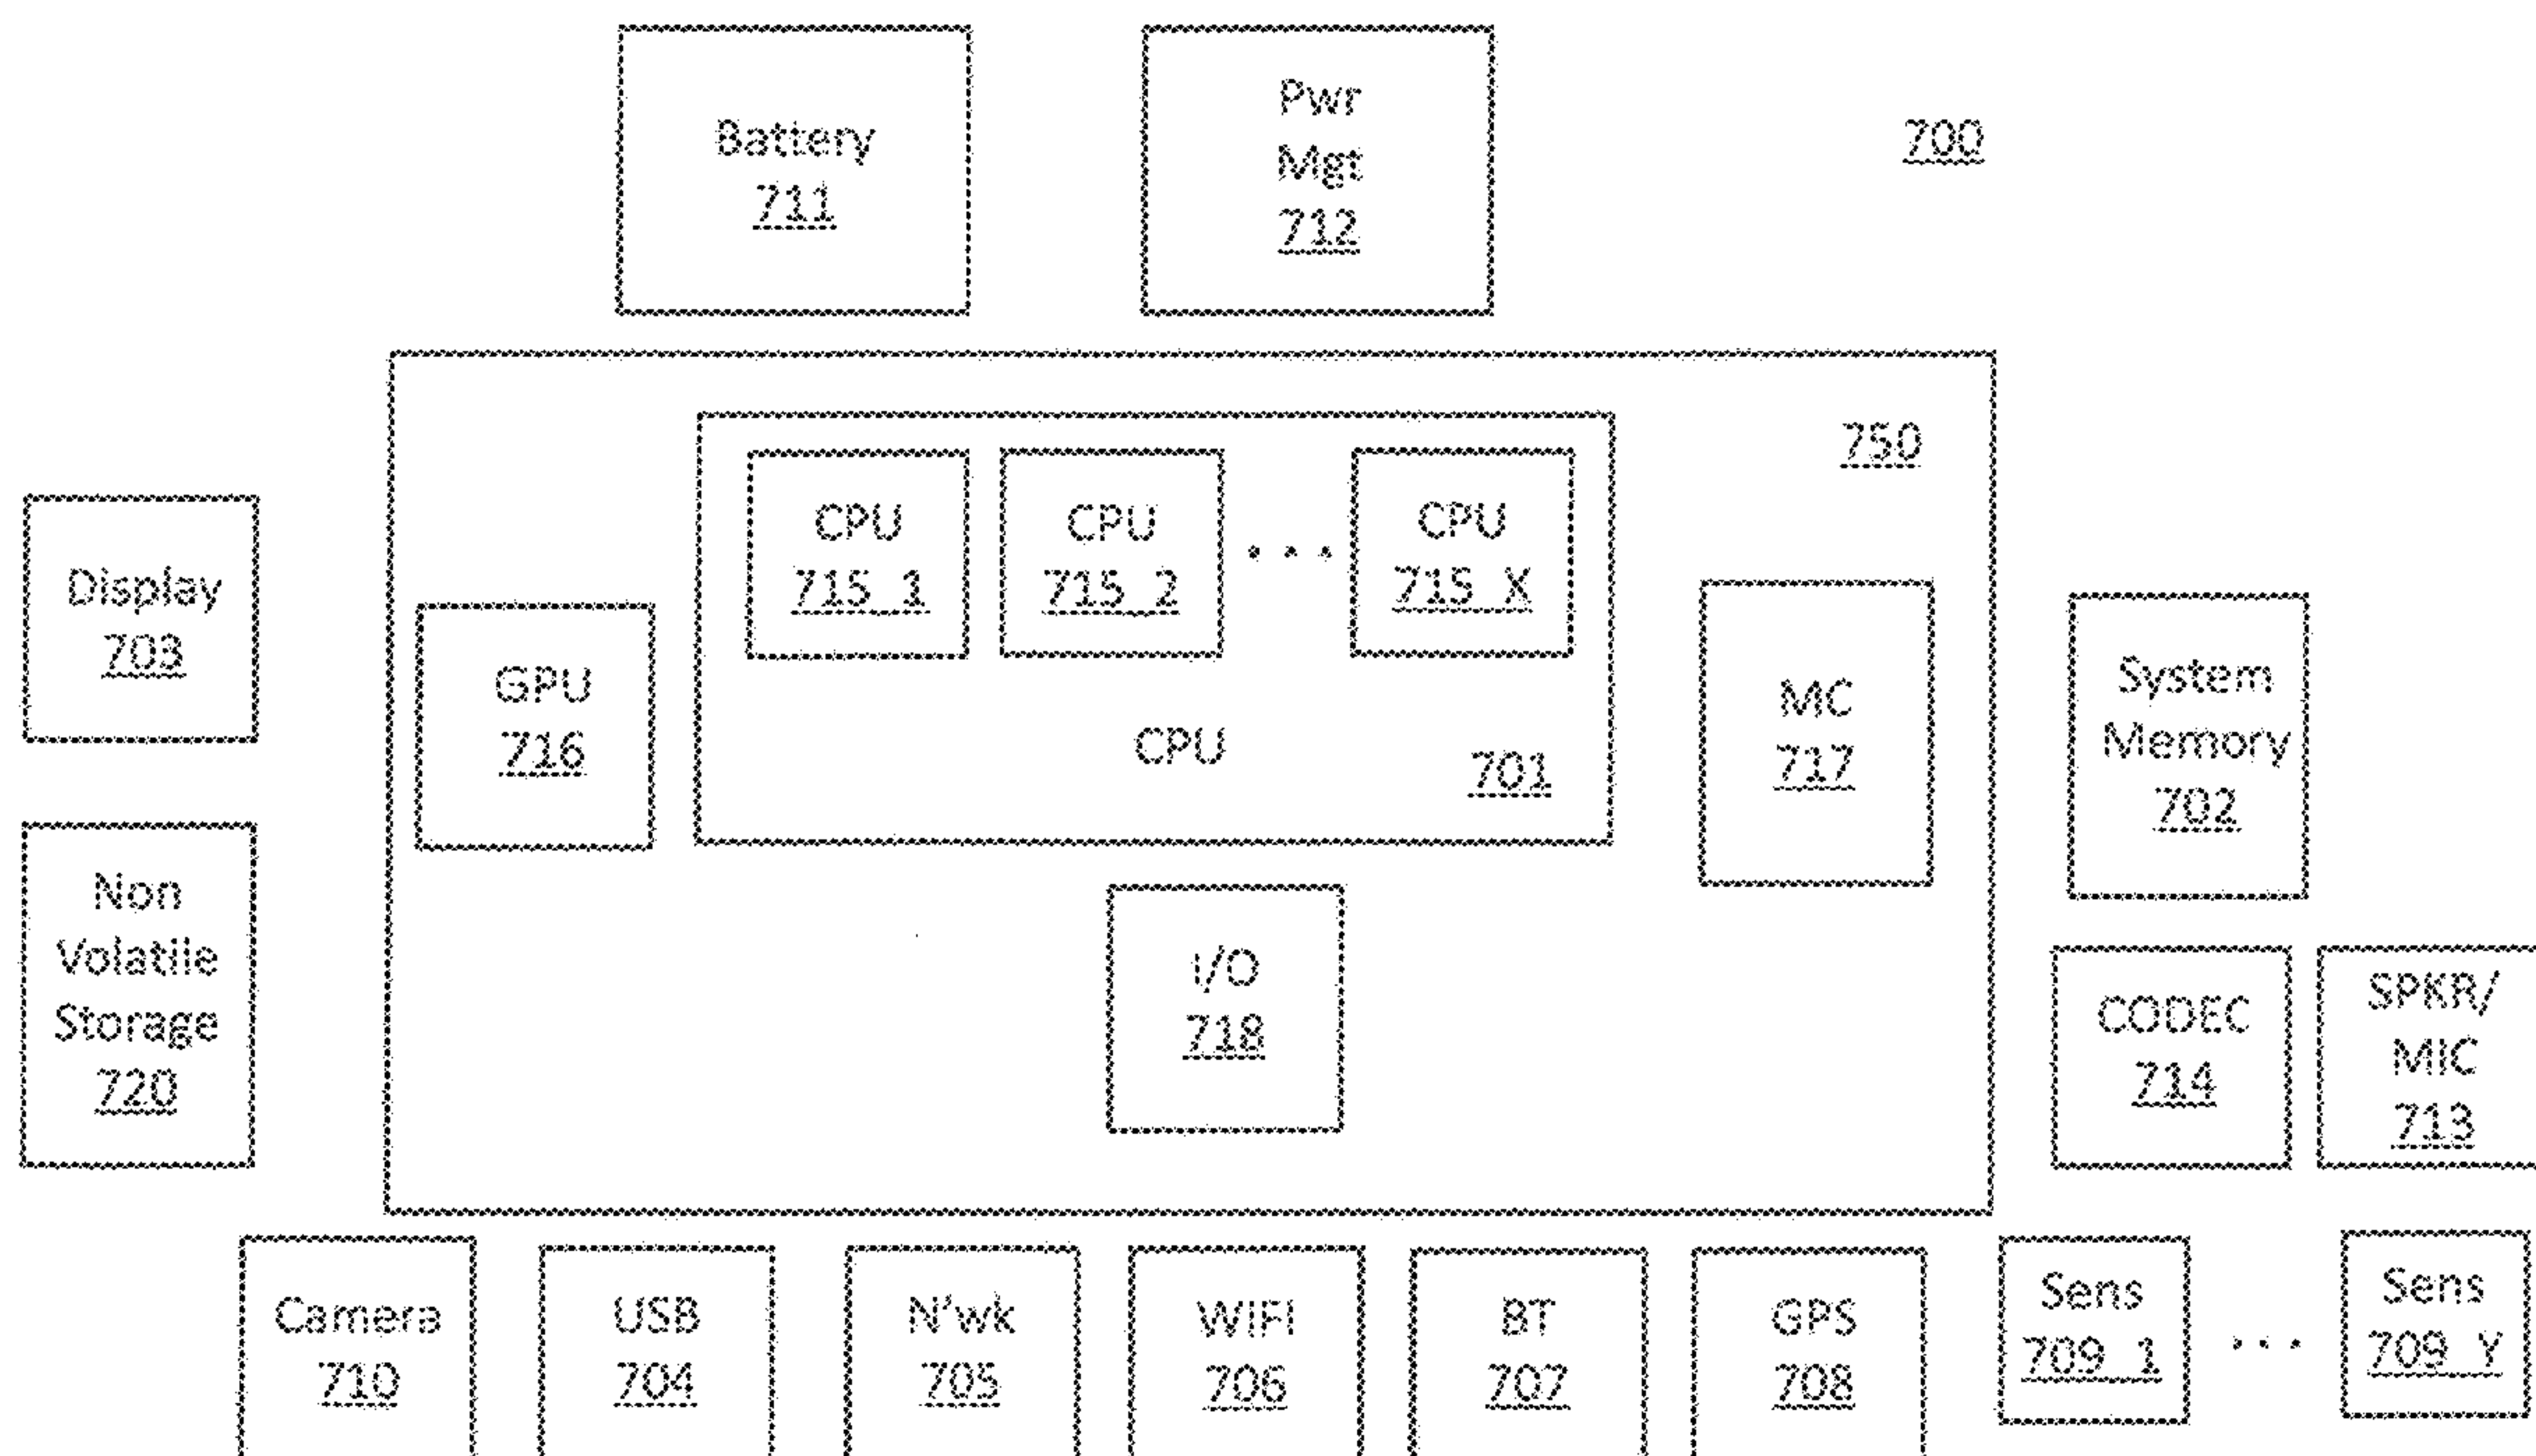 Battery
711
Pwr
Mgt
712
700
750
CPU
715_1
CPU
715_2
. . .
CPU
715_X
CPU
701
Display
703
GPU
716
MC
717
System
Memory
702
Non
Volatile
Storage
720
I/O
718
CODEC
714
SPKR/
MIC
713
Camera
710
USB
704
N'wk
705
WIFI
706
BT
707
GPS
708
Sens
709_1
. . .
Sens
709_Y